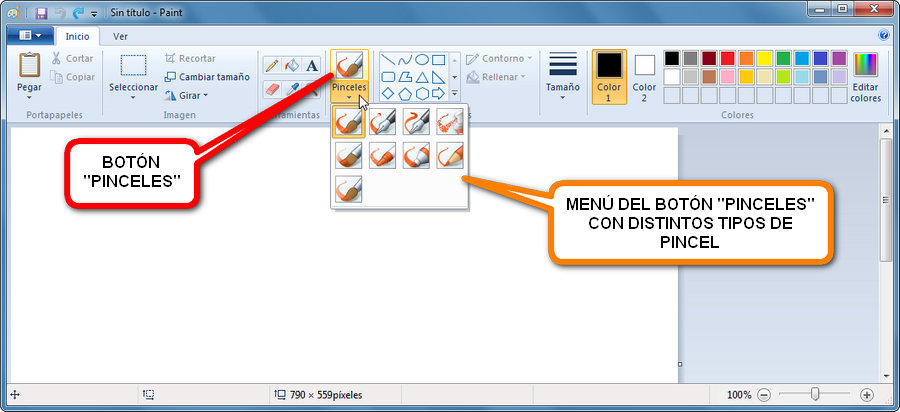 Sin título - Paint
Inicio
Ver
Pegar
Cortar
Copiar
Portapapeles
Seleccionar
Recortar
Cambiar tamaño
Girar
Imagen
A
Pinceles
Contorno
Rellenar
Tamaño
Color
1
Color
2
Editar
colores
Colores
BOTÓN
"PINCELES"
MENÚ DEL BOTÓN "PINCELES"
CON DISTINTOS TIPOS DE
PINCEL
790 × 559píxeles
100%